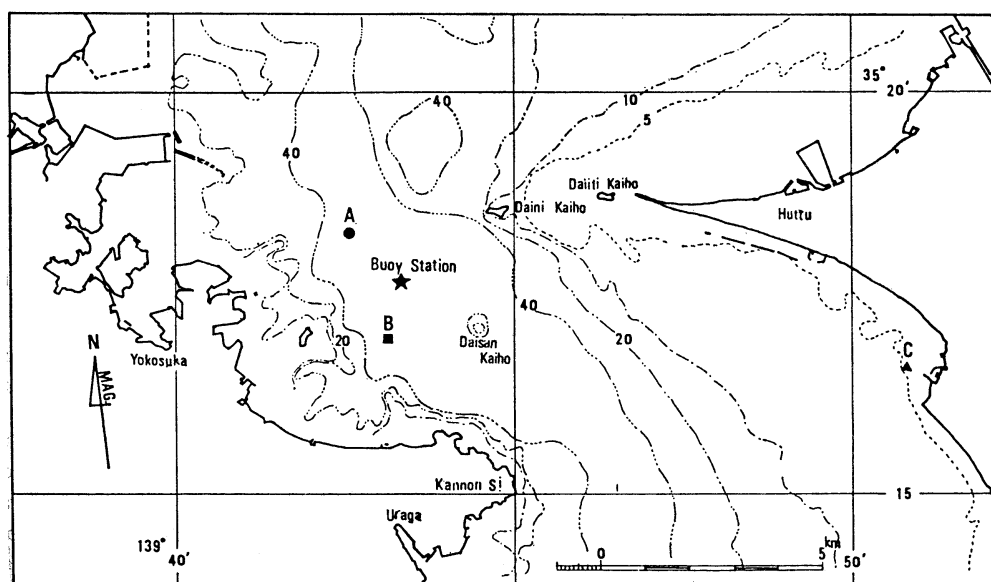 35°
20'
40
10
5
40
Daiiti Kaiho
Daini Kaiho
Huttu
A
Buoy Station
B
40
20
20
Daisan
Kaiho
C
Yokosuka
N
MAG.
Kannon Si
15
Uraga
139°
40'
km
0
5
50'